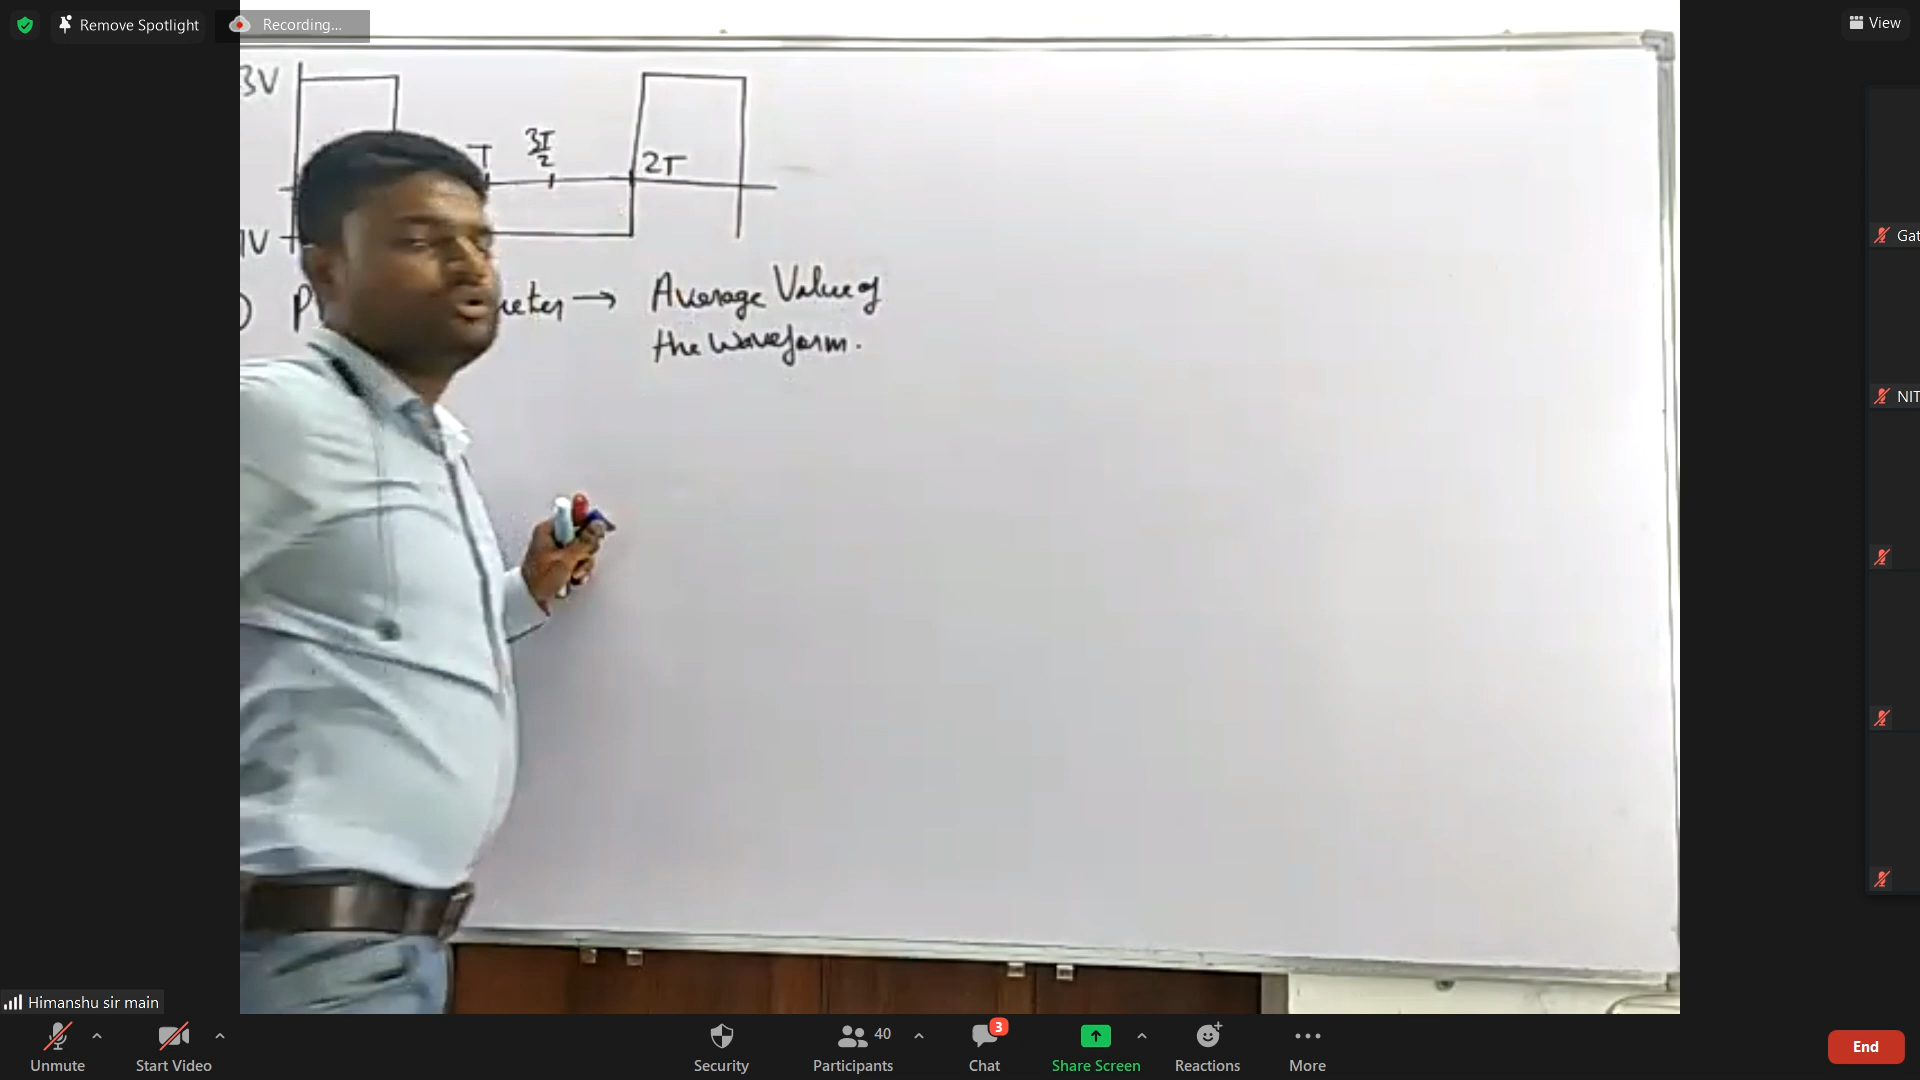 Remove Spotlight
Recording...
View
3V
T
3T
2
2T
1V
→ Average Value of
the Waveform.
Gat
NIT
Himanshu sir main
Unmute
Start Video
Security
40
Participants
3
Chat
Share Screen
Reactions
More
End